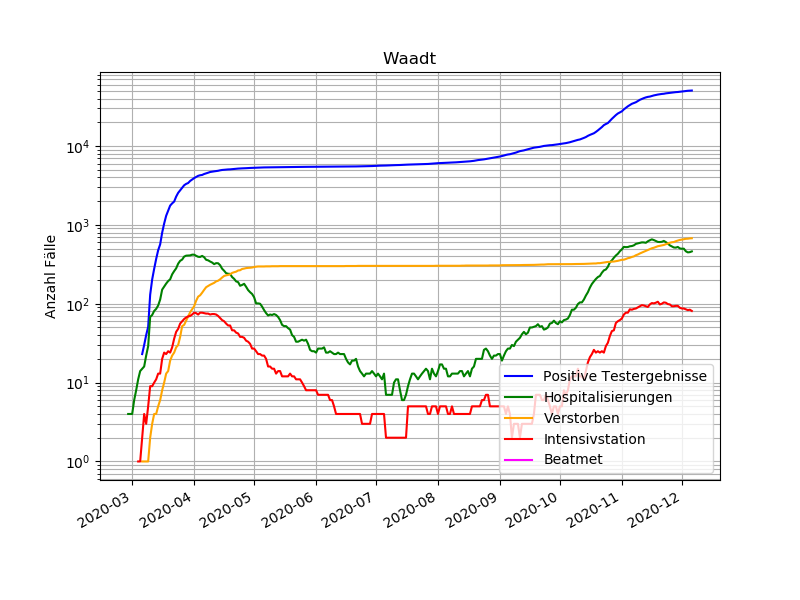 Waadt
Anzahl Fälle
10^4
10^3
10^2
10^1
10^0
Positive Testergebnisse
Hospitalisierungen
Verstorben
Intensivstation
Beatmet
2020-03
2020-04
2020-05
2020-06
2020-07
2020-08
2020-09
2020-10
2020-11
2020-12